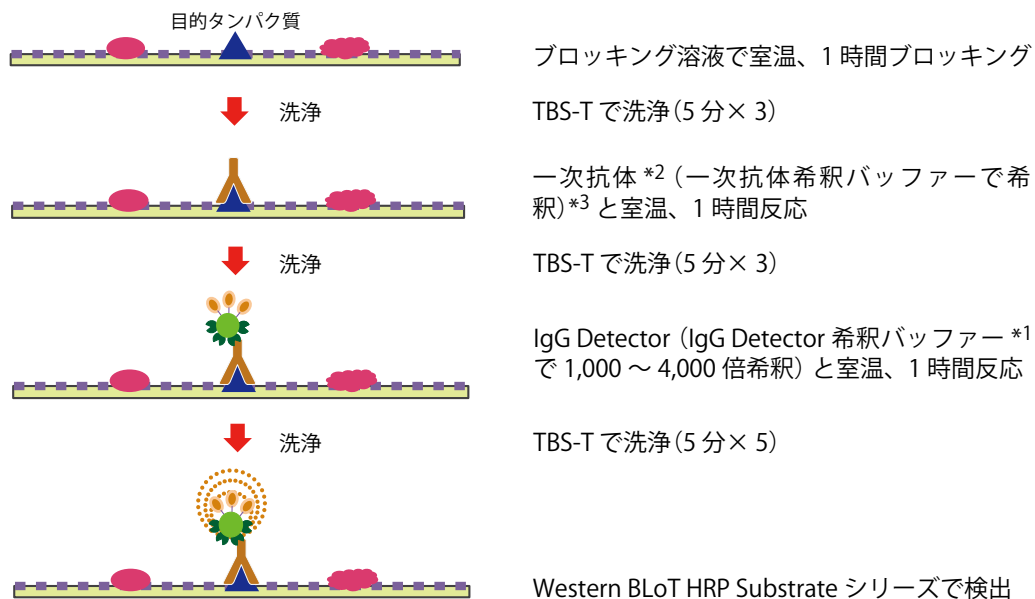 目的タンパク質
ブロッキング溶液で室温、1 時間ブロッキング
洗浄
TBS-T で洗浄(5 分× 3)
一次抗体 *2 (一次抗体希釈バッファーで希
釈)*3 と室温、1 時間反応
洗浄
TBS-T で洗浄(5 分× 3)
IgG Detector (IgG Detector 希釈バッファー *1
で 1,000 ～ 4,000 倍希釈) と室温、1 時間反応
洗浄
TBS-T で洗浄(5 分× 5)
Western BLoT HRP Substrate シリーズで検出